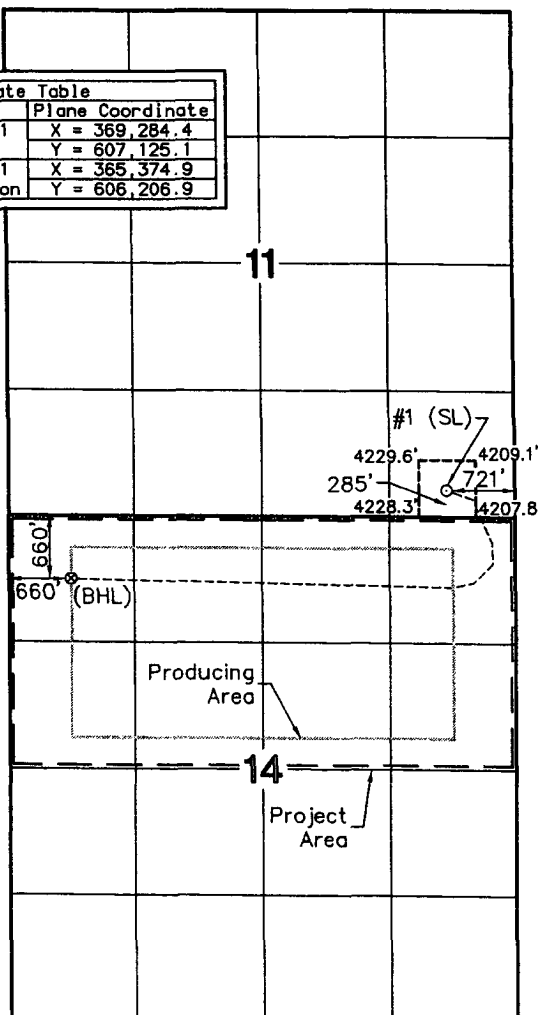 ate Table
Plane Coordinate
1 X = 369,284.4
Y = 607,125.1
1 X = 365,374.9
on Y = 606,206.9
11
#1 (SL)
4229.6' 4209.1'
721'
285'
4228.3' 4207.8
660'
660' (BHL)
Producing
Area
14
Project
Area